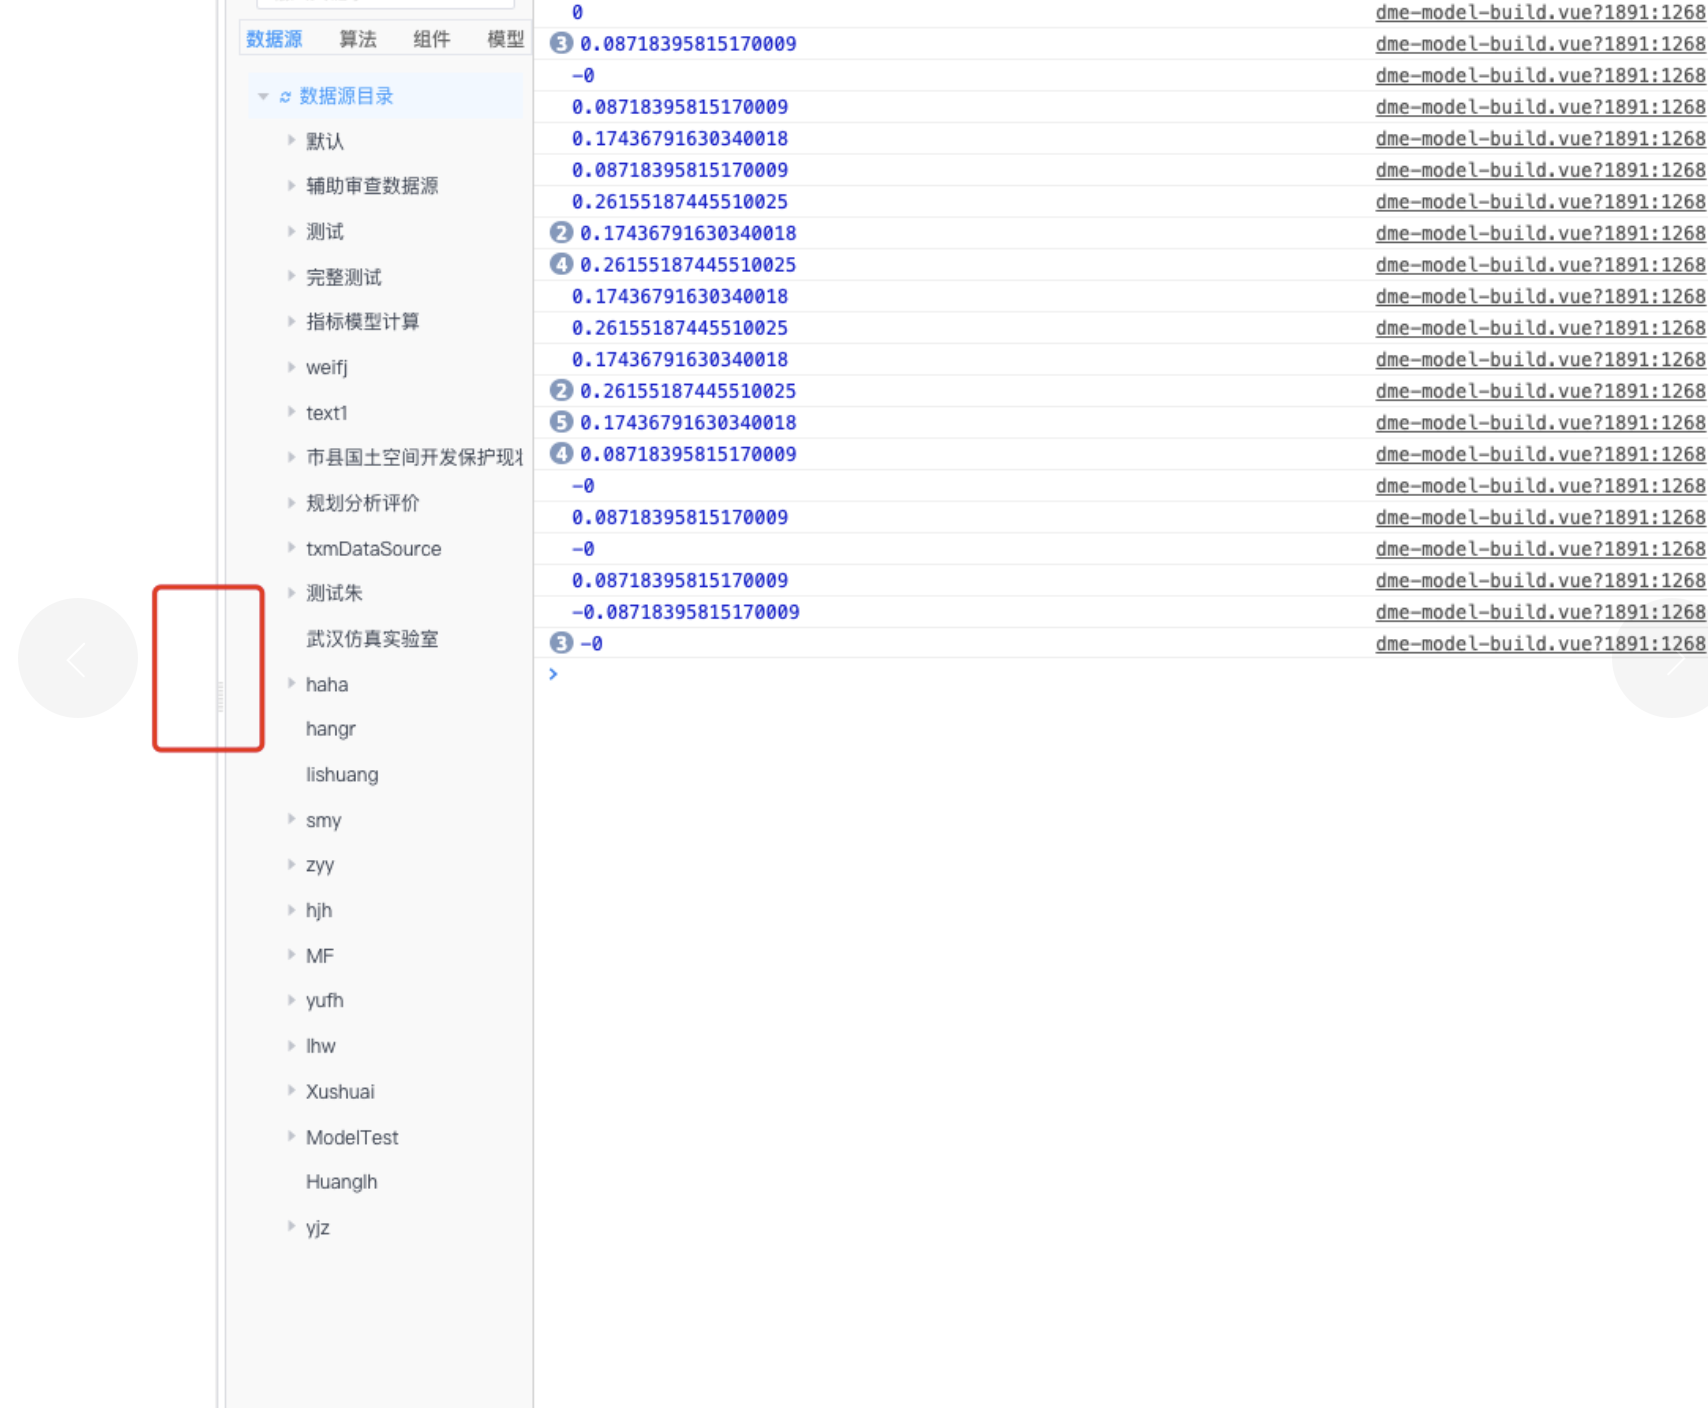 数据源 算法 组件 模型
数据源目录
默认
辅助审查数据源
测试
完整测试
指标模型计算
weifj
text1
市县国土空间开发保护现
规划分析评价
txmDataSource
测试朱
武汉仿真实验室
haha
hangr
lishuang
smy
zyy
hjh
MF
yufh
lhw
Xushuai
ModelTest
Huanglh
yjz
0 dme-model-build.vue?1891:1268
3 0.08718395815170009 dme-model-build.vue?1891:1268
-0 dme-model-build.vue?1891:1268
0.08718395815170009 dme-model-build.vue?1891:1268
0.17436791630340018 dme-model-build.vue?1891:1268
0.08718395815170009 dme-model-build.vue?1891:1268
0.26155187445510025 dme-model-build.vue?1891:1268
2 0.17436791630340018 dme-model-build.vue?1891:1268
4 0.26155187445510025 dme-model-build.vue?1891:1268
0.17436791630340018 dme-model-build.vue?1891:1268
0.26155187445510025 dme-model-build.vue?1891:1268
0.17436791630340018 dme-model-build.vue?1891:1268
2 0.26155187445510025 dme-model-build.vue?1891:1268
5 0.17436791630340018 dme-model-build.vue?1891:1268
4 0.08718395815170009 dme-model-build.vue?1891:1268
-0 dme-model-build.vue?1891:1268
0.08718395815170009 dme-model-build.vue?1891:1268
-0 dme-model-build.vue?1891:1268
0.08718395815170009 dme-model-build.vue?1891:1268
-0.08718395815170009 dme-model-build.vue?1891:1268
3 -0 dme-model-build.vue?1891:1268